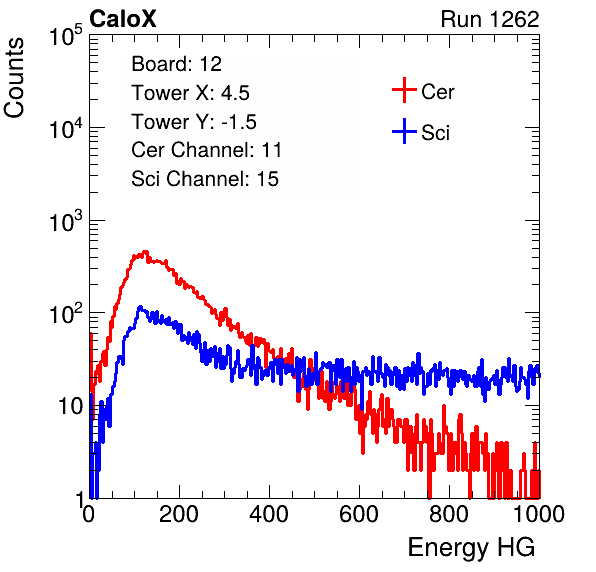 CaloX Run 1262
Counts
10^5
10^4
10^3
10^2
10
1
Board: 12
Tower X: 4.5
Tower Y: -1.5
Cer Channel: 11
Sci Channel: 15
Cer
Sci
0 200 400 600 800 1000
Energy HG